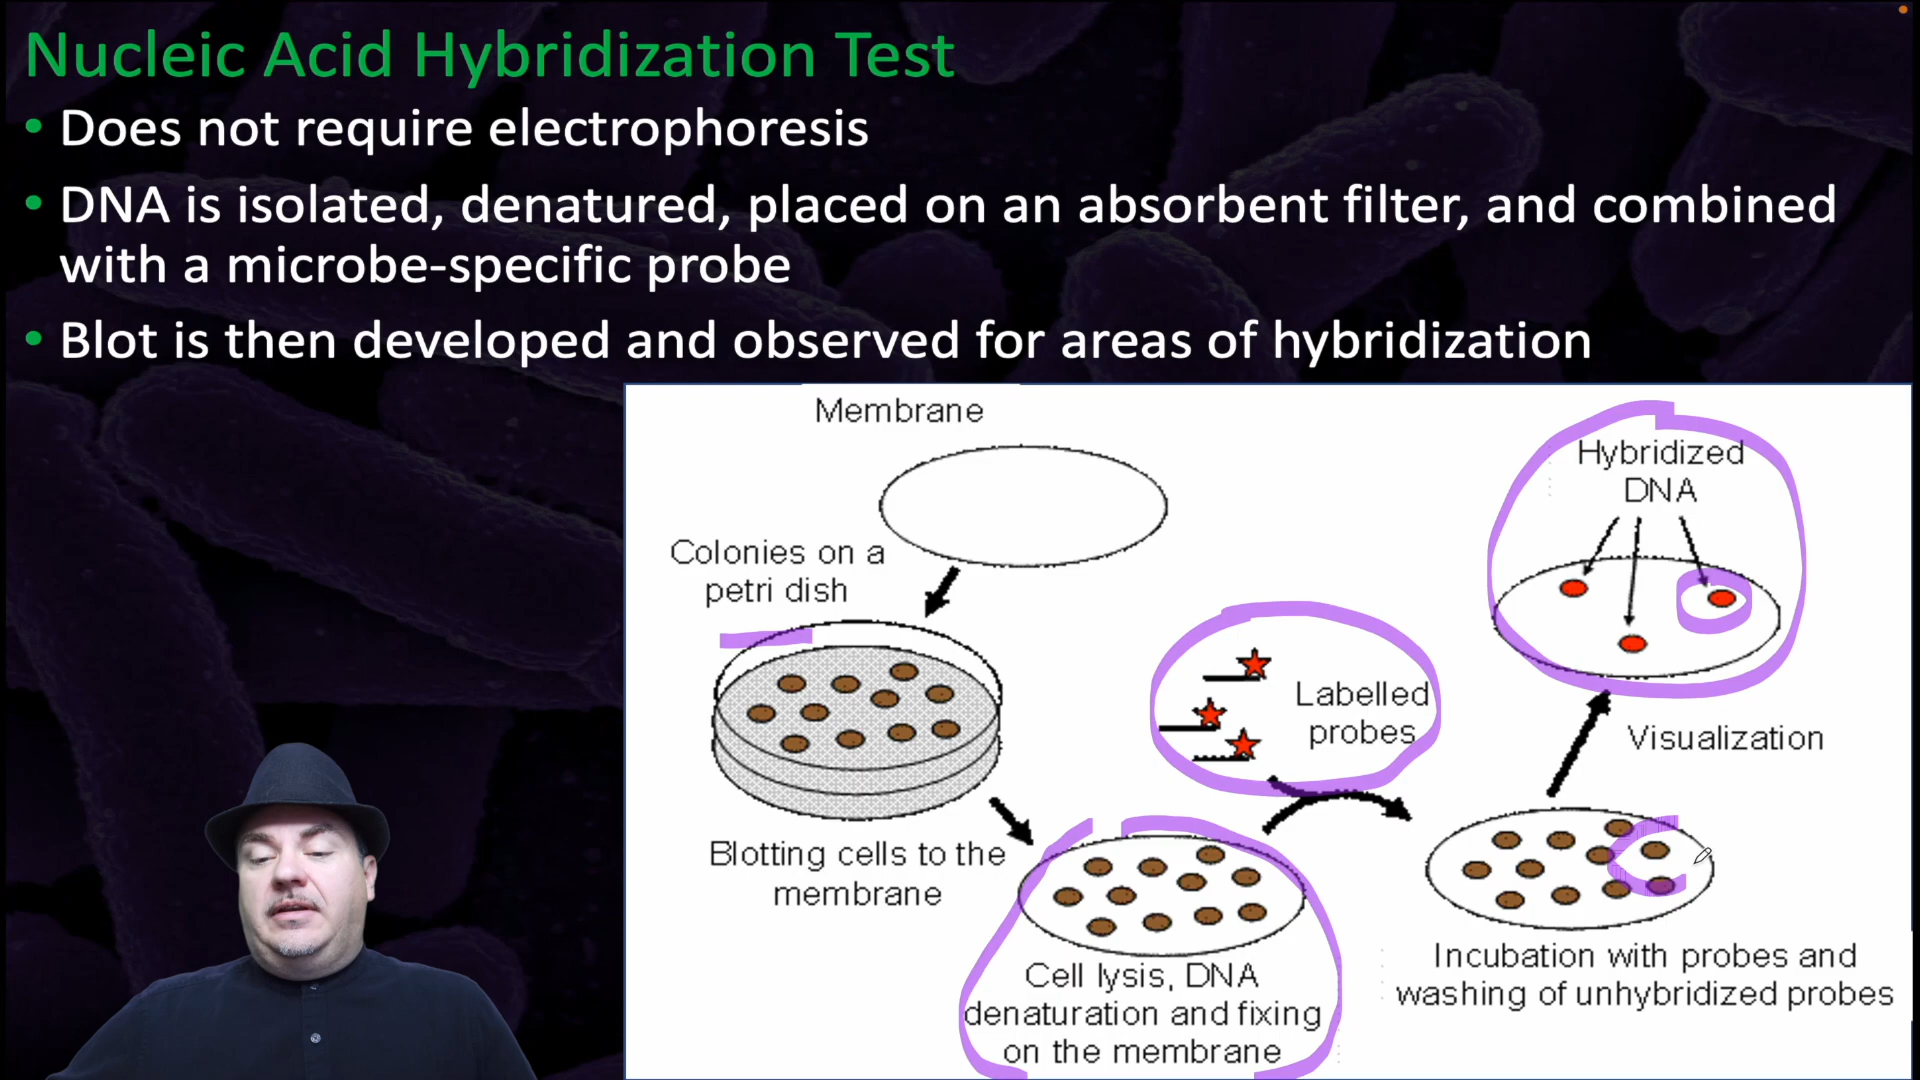 Nucleic Acid Hybridization Test
• Does not require electrophoresis
• DNA is isolated, denatured, placed on an absorbent filter, and combined
with a microbe-specific probe
• Blot is then developed and observed for areas of hybridization
Membrane
Colonies on a
petri dish
Blotting cells to the
membrane
Cell lysis, DNA
denaturation and fixing
on the membrane
Labelled
probes
Incubation with probes and
washing of unhybridized probes
Visualization
Hybridized
DNA